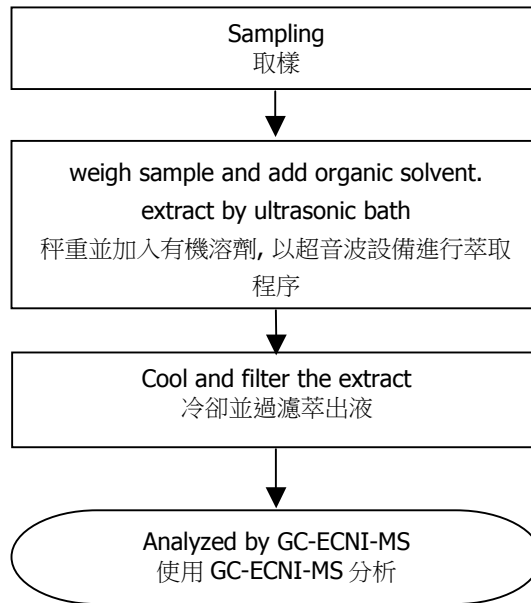 Sampling
取樣
weigh sample and add organic solvent.
extract by ultrasonic bath
秤重並加入有機溶劑, 以超音波設備進行萃取
程序
Cool and filter the extract
冷卻並過濾萃出液
Analyzed by GC-ECNI-MS
使用 GC-ECNI-MS 分析